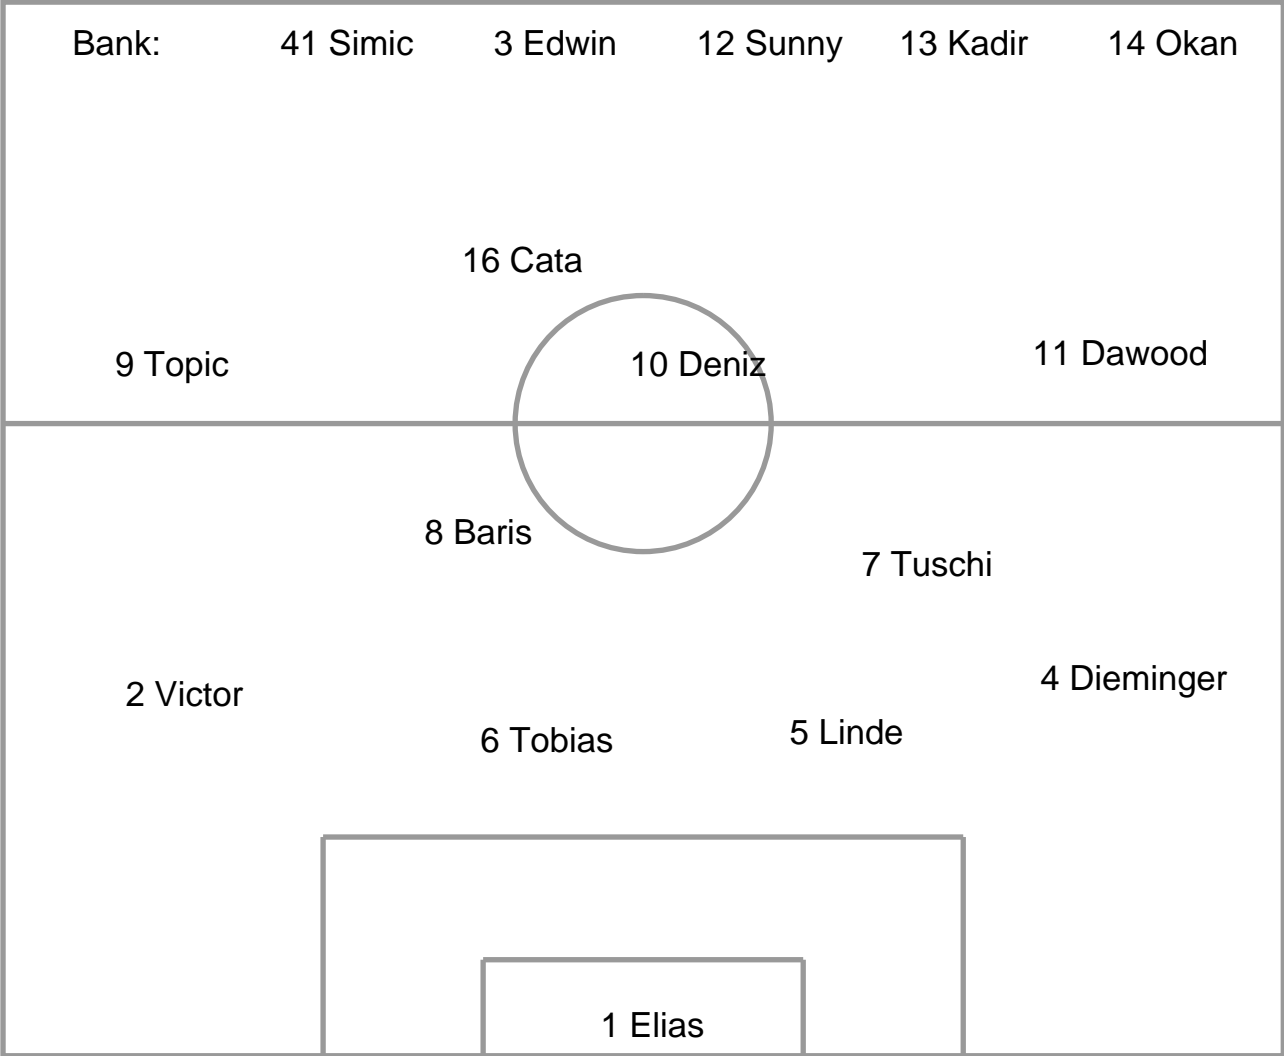 Bank: 41 Simic 3 Edwin 12 Sunny 13 Kadir 14 Okan
16 Cata
9 Topic 10 Deniz 11 Dawood
8 Baris
7 Tuschi
2 Victor 4 Dieminger
6 Tobias 5 Linde
1 Elias